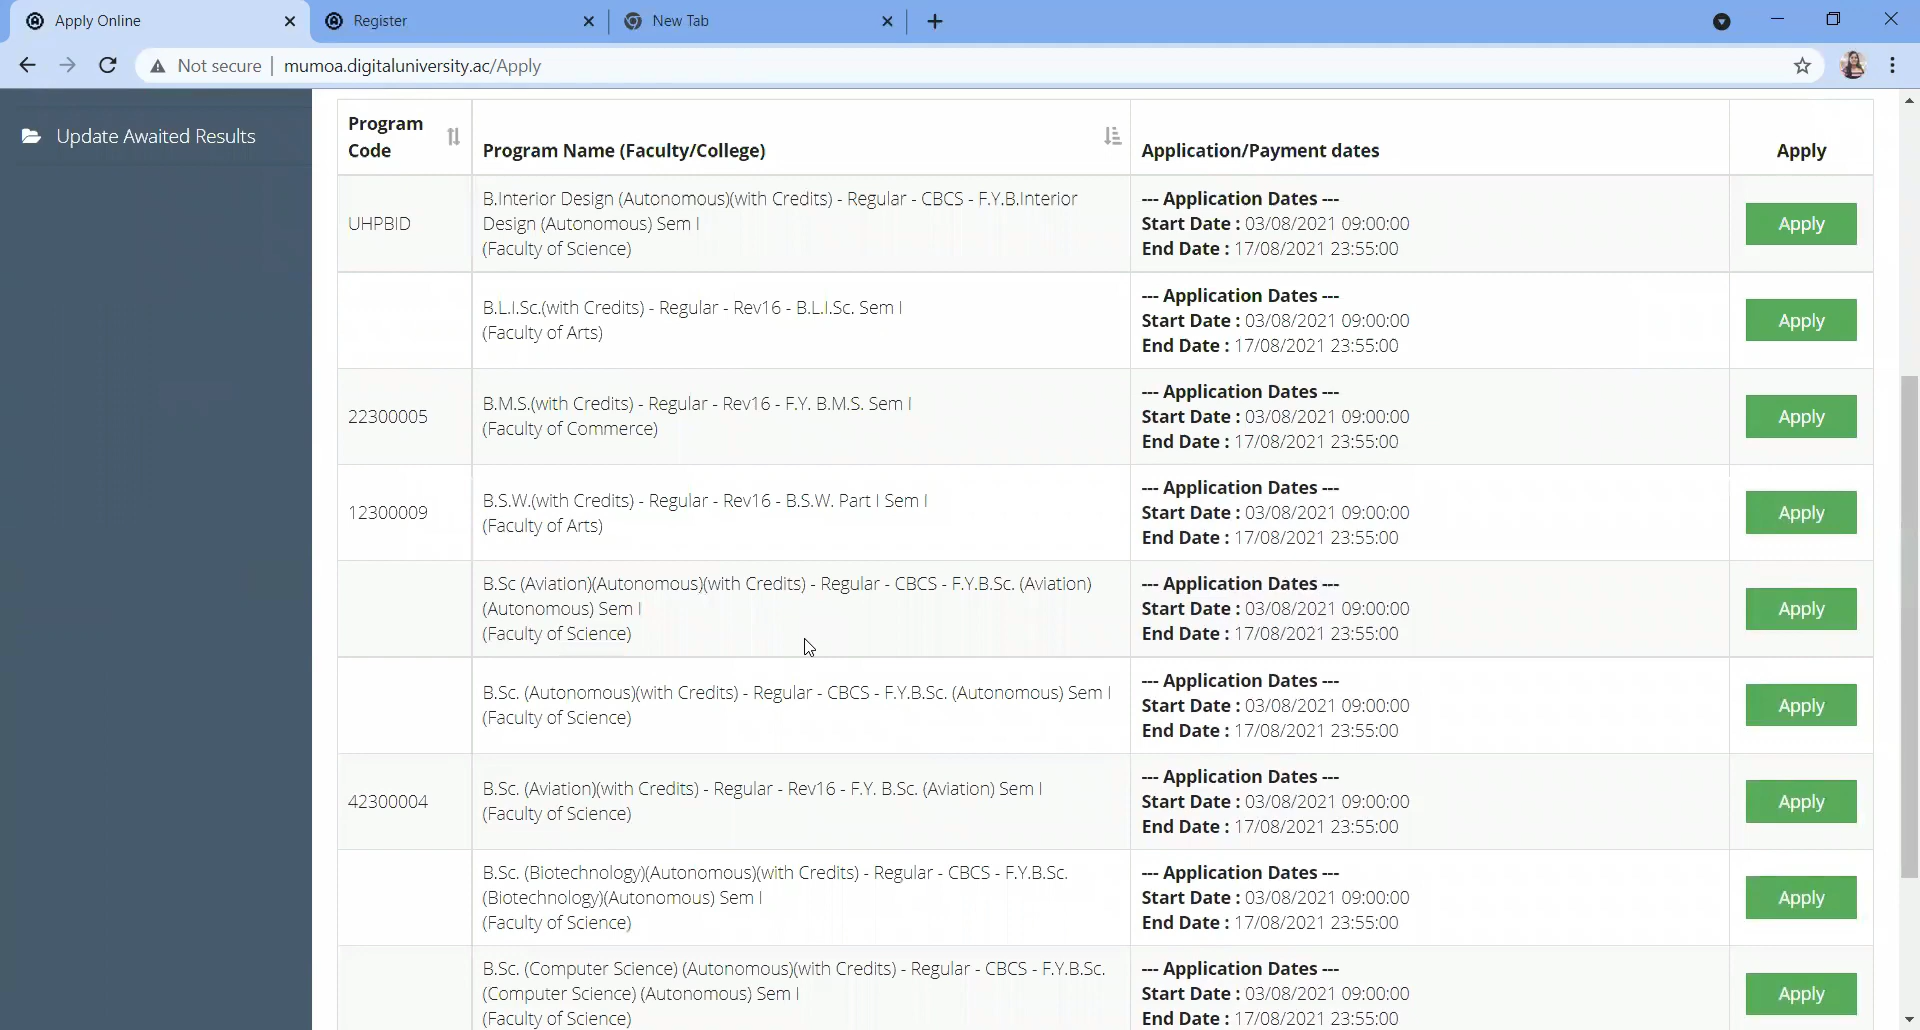 Apply Online
Register
New Tab
Not secure
mumoa.digitaluniversity.ac/Apply
Update Awaited Results
Program Code
Program Name (Faculty/College)
Application/Payment dates
Apply
UHPBID
B.Interior Design (Autonomous)(with Credits) - Regular - CBCS - F.Y.B.Interior
Design (Autonomous) Sem I
(Faculty of Science)
--- Application Dates ---
Start Date : 03/08/2021 09:00:00
End Date : 17/08/2021 23:55:00
Apply
B.L.I.Sc.(with Credits) - Regular - Rev16 - B.L.I.Sc. Sem I
(Faculty of Arts)
--- Application Dates ---
Start Date : 03/08/2021 09:00:00
End Date : 17/08/2021 23:55:00
Apply
22300005
B.M.S.(with Credits) - Regular - Rev16 - F.Y. B.M.S. Sem I
(Faculty of Commerce)
--- Application Dates ---
Start Date : 03/08/2021 09:00:00
End Date : 17/08/2021 23:55:00
Apply
12300009
B.S.W.(with Credits) - Regular - Rev16 - B.S.W. Part I Sem I
(Faculty of Arts)
--- Application Dates ---
Start Date : 03/08/2021 09:00:00
End Date : 17/08/2021 23:55:00
Apply
B.Sc (Aviation)(Autonomous)(with Credits) - Regular - CBCS - F.Y.B.Sc. (Aviation)
(Autonomous) Sem I
(Faculty of Science)
--- Application Dates ---
Start Date : 03/08/2021 09:00:00
End Date : 17/08/2021 23:55:00
Apply
B.Sc. (Autonomous)(with Credits) - Regular - CBCS - F.Y.B.Sc. (Autonomous) Sem I
(Faculty of Science)
--- Application Dates ---
Start Date : 03/08/2021 09:00:00
End Date : 17/08/2021 23:55:00
Apply
42300004
B.Sc. (Aviation)(with Credits) - Regular - Rev16 - F.Y. B.Sc. (Aviation) Sem I
(Faculty of Science)
--- Application Dates ---
Start Date : 03/08/2021 09:00:00
End Date : 17/08/2021 23:55:00
Apply
B.Sc. (Biotechnology)(Autonomous)(with Credits) - Regular - CBCS - F.Y.B.Sc.
(Biotechnology)(Autonomous) Sem I
(Faculty of Science)
--- Application Dates ---
Start Date : 03/08/2021 09:00:00
End Date : 17/08/2021 23:55:00
Apply
B.Sc. (Computer Science) (Autonomous)(with Credits) - Regular - CBCS - F.Y.B.Sc.
(Computer Science) (Autonomous) Sem I
(Faculty of Science)
--- Application Dates ---
Start Date : 03/08/2021 09:00:00
End Date : 17/08/2021 23:55:00
Apply